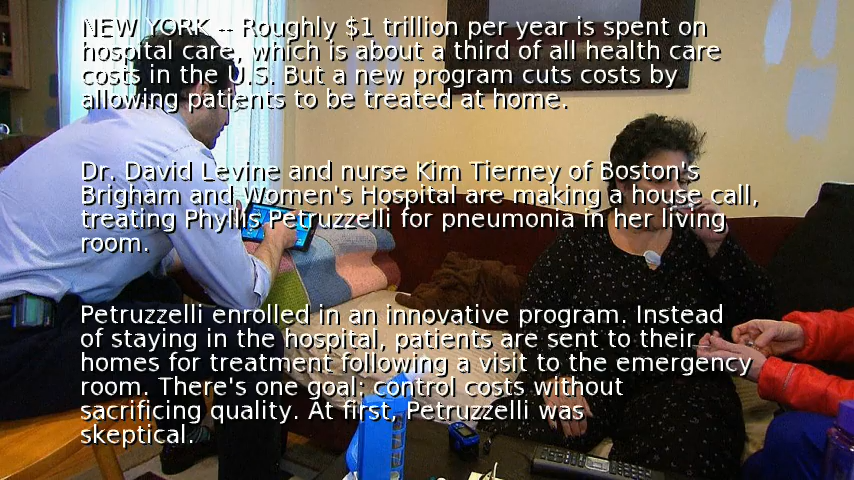 NEW YORK -- Roughly $1 trillion per year is spent on
hospital care, which is about a third of all health care
costs in the U.S. But a new program cuts costs by
allowing patients to be treated at home.
Dr. David Levine and nurse Kim Tierney of Boston's
Brigham and Women's Hospital are making a house call,
treating Phyllis Petruzzelli for pneumonia in her living
room.
Petruzzelli enrolled in an innovative program. Instead
of staying in the hospital, patients are sent to their
homes for treatment following a visit to the emergency
room. There's one goal: control costs without
sacrificing quality. At first, Petruzzelli was
skeptical.